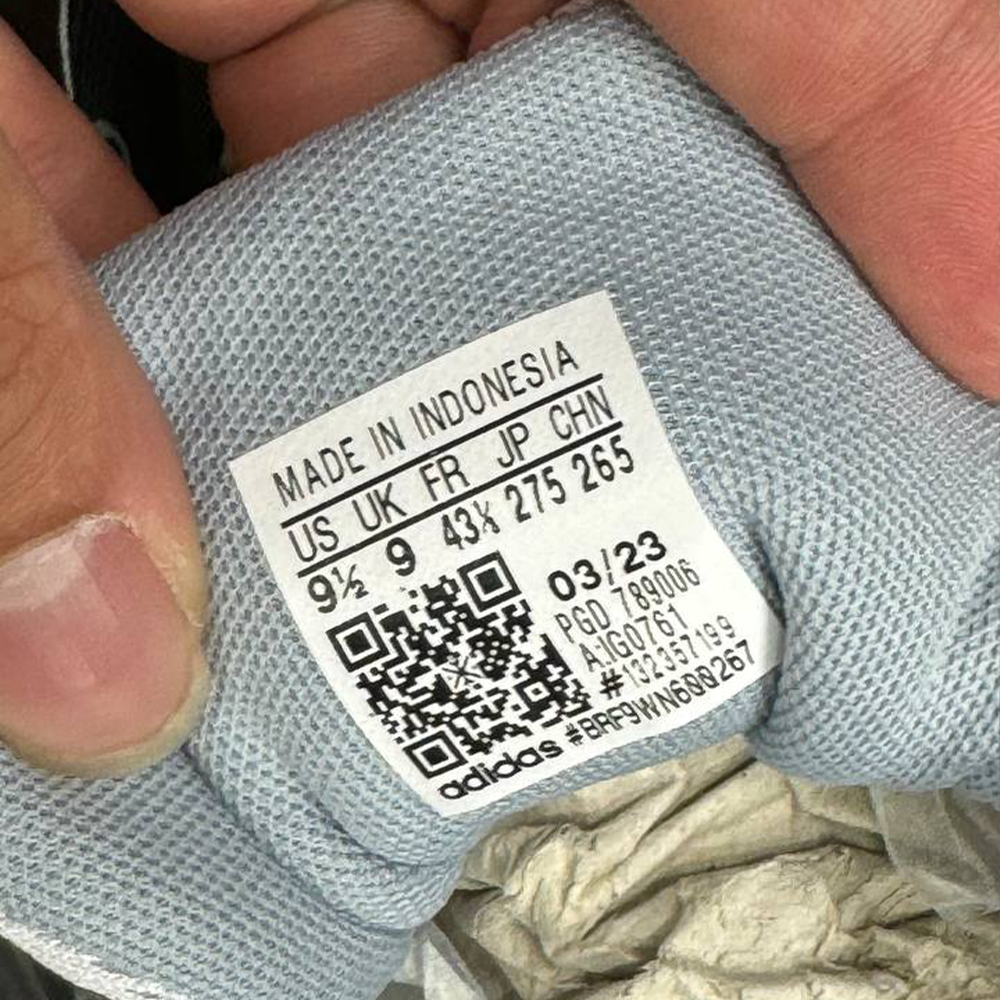 MADE IN INDONESIA
US UK FR JP CHN
9½ 9 43⅓ 275 265
03/23
PGD 789006
A:IG0761
#132357199
adidas #BRF9WN600267